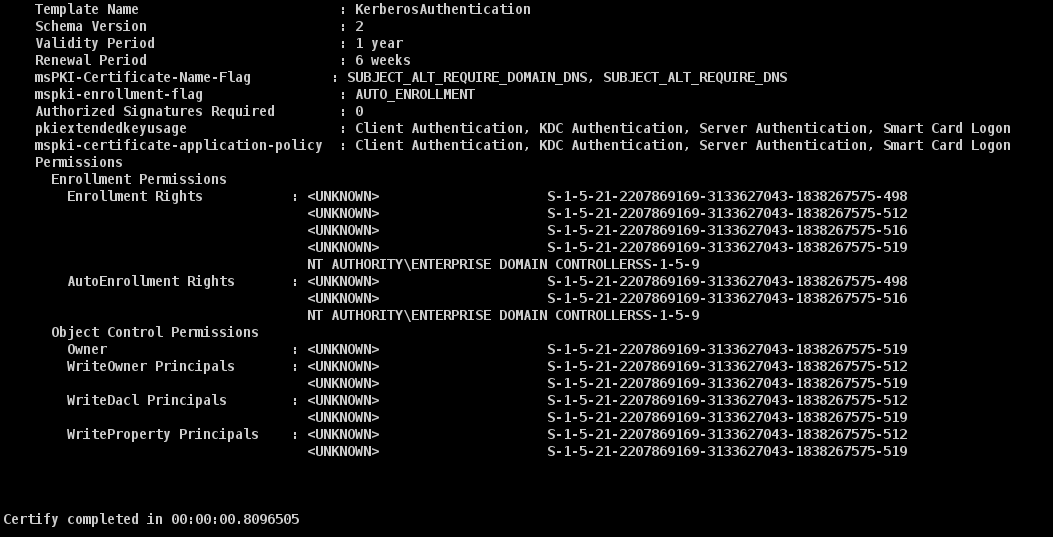 Template Name : KerberosAuthentication
Schema Version : 2
Validity Period : 1 year
Renewal Period : 6 weeks
msPKI-Certificate-Name-Flag : SUBJECT_ALT_REQUIRE_DOMAIN_DNS, SUBJECT_ALT_REQUIRE_DNS
mspki-enrollment-flag : AUTO_ENROLLMENT
Authorized Signatures Required : 0
pkiextendedkeyusage : Client Authentication, KDC Authentication, Server Authentication, Smart Card Logon
mspki-certificate-application-policy : Client Authentication, KDC Authentication, Server Authentication, Smart Card Logon
Permissions
Enrollment Permissions
Enrollment Rights : <UNKNOWN> S-1-5-21-2207869169-3133627043-1838267575-498
<UNKNOWN> S-1-5-21-2207869169-3133627043-1838267575-512
<UNKNOWN> S-1-5-21-2207869169-3133627043-1838267575-516
<UNKNOWN> S-1-5-21-2207869169-3133627043-1838267575-519
NT AUTHORITY\ENTERPRISE DOMAIN CONTROLLERSS-1-5-9
AutoEnrollment Rights : <UNKNOWN> S-1-5-21-2207869169-3133627043-1838267575-498
<UNKNOWN> S-1-5-21-2207869169-3133627043-1838267575-516
NT AUTHORITY\ENTERPRISE DOMAIN CONTROLLERSS-1-5-9
Object Control Permissions
Owner : <UNKNOWN> S-1-5-21-2207869169-3133627043-1838267575-519
WriteOwner Principals : <UNKNOWN> S-1-5-21-2207869169-3133627043-1838267575-512
<UNKNOWN> S-1-5-21-2207869169-3133627043-1838267575-519
WriteDacl Principals : <UNKNOWN> S-1-5-21-2207869169-3133627043-1838267575-512
<UNKNOWN> S-1-5-21-2207869169-3133627043-1838267575-519
WriteProperty Principals : <UNKNOWN> S-1-5-21-2207869169-3133627043-1838267575-512
<UNKNOWN> S-1-5-21-2207869169-3133627043-1838267575-519
Certify completed in 00:00:00.8096505